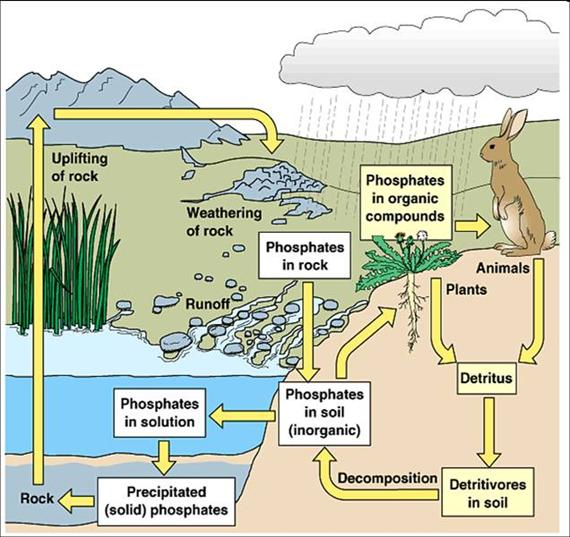 Uplifting
of rock
Weathering
of rock
Phosphates
in organic
compounds
Phosphates
in rock
Animals
Plants
Runoff
Detritus
Phosphates
in solution
Phosphates
in soil
(inorganic)
Decomposition
Detritivores
in soil
Rock
Precipitated
(solid) phosphates